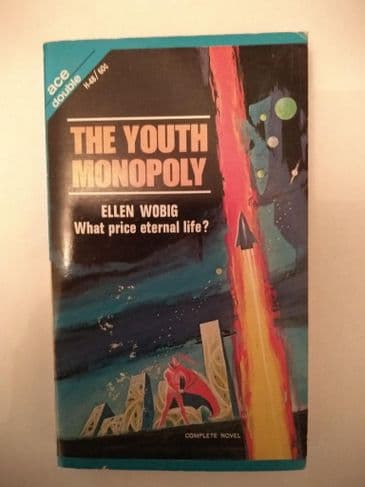 ace
double
H-48/60¢
THE YOUTH
MONOPOLY
ELLEN WOBIG
What price eternal life?
COMPLETE NOVEL